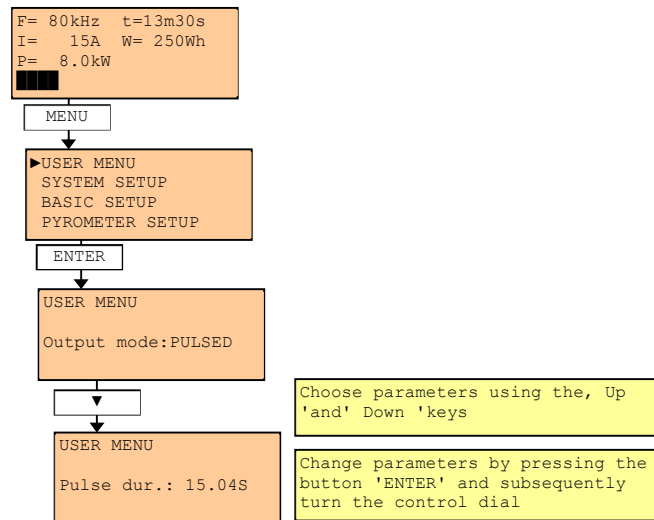 F= 80kHz t=13m30s
I= 15A W= 250Wh
P= 8.0kW
MENU
►USER MENU
SYSTEM SETUP
BASIC SETUP
PYROMETER SETUP
ENTER
USER MENU
Output mode:PULSED
▼
USER MENU
Pulse dur.: 15.04S
Choose parameters using the, Up
'and' Down 'keys
Change parameters by pressing the
button 'ENTER' and subsequently
turn the control dial